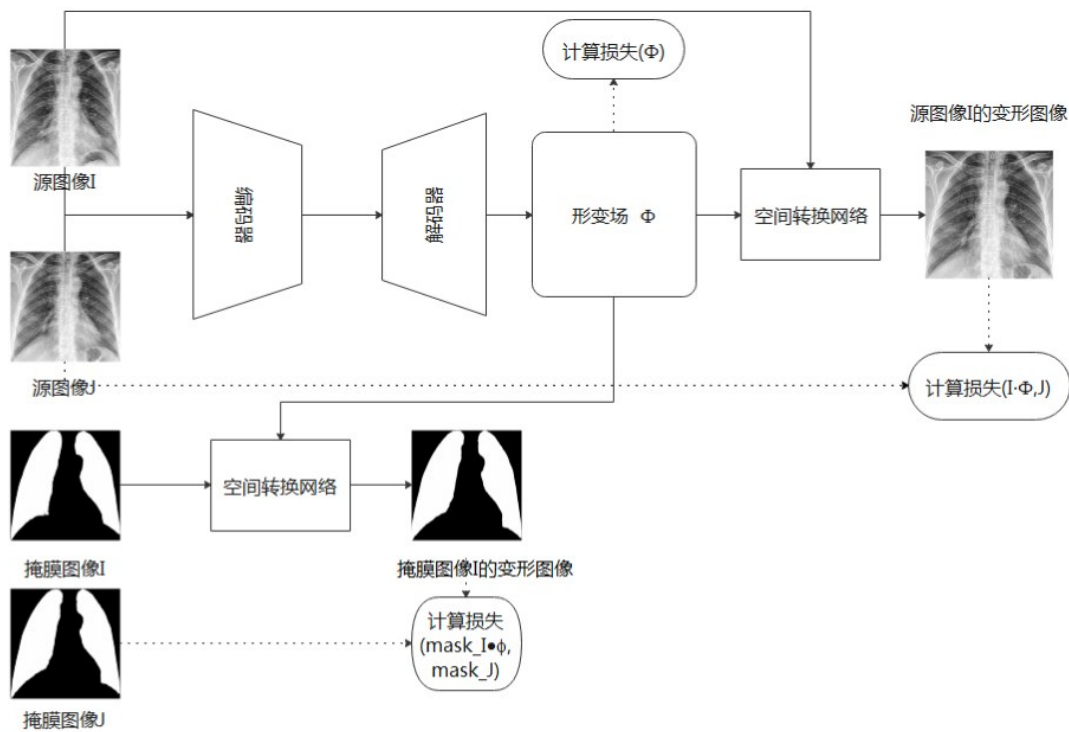 计算损失(Φ)
源图像I的变形图像
源图像I
编码器
解码器
形变场 Φ
空间转换网络
源图像J
计算损失(I·Φ,J)
空间转换网络
掩膜图像I
掩膜图像I的变形图像
计算损失
(mask_I●ϕ,
mask_J)
掩膜图像J